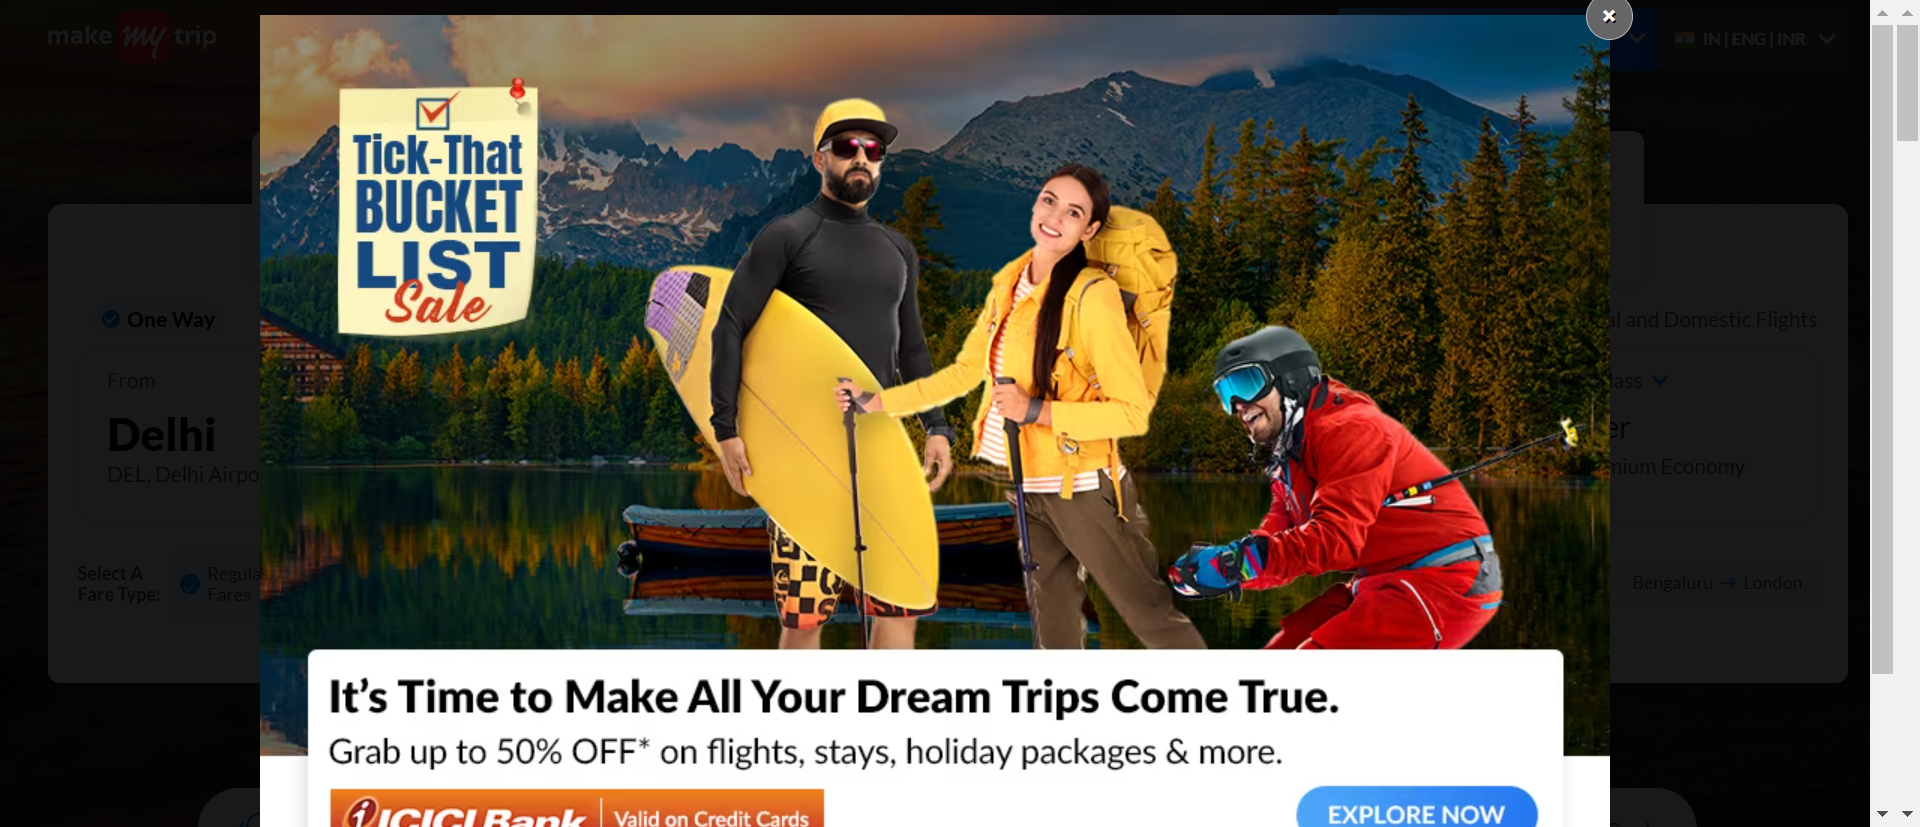 make my trip
IN | ENG | INR
Tick-That
BUCKET
LIST
Sale
One Way
al and Domestic Flights
From
lass
Delhi
er
DEL, Delhi Airpo
mium Economy
Select A
Fare Type:
Regula
Fares
Bengaluru → London
It's Time to Make All Your Dream Trips Come True.
Grab up to 50% OFF* on flights, stays, holiday packages & more.
ICICI Bank | Valid on Credit Cards
EXPLORE NOW